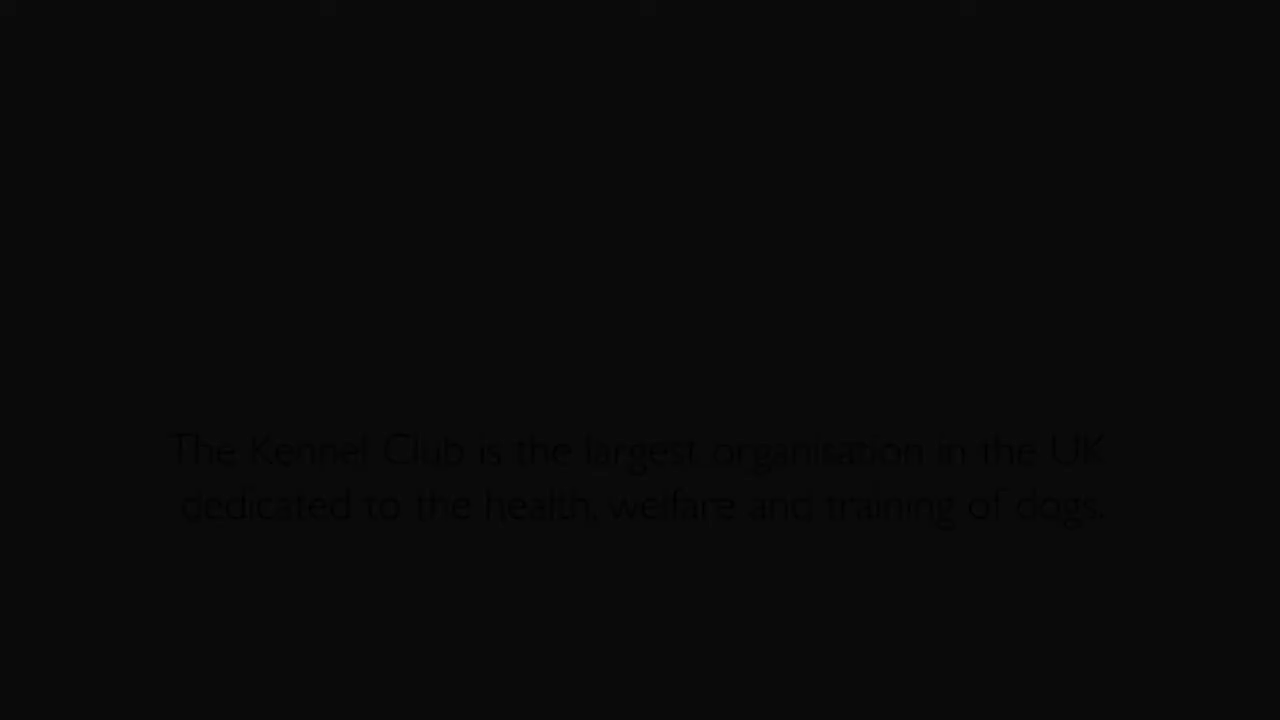 The Kennel Club is the largest organisation in the UK
dedicated to the health, welfare and training of dogs.